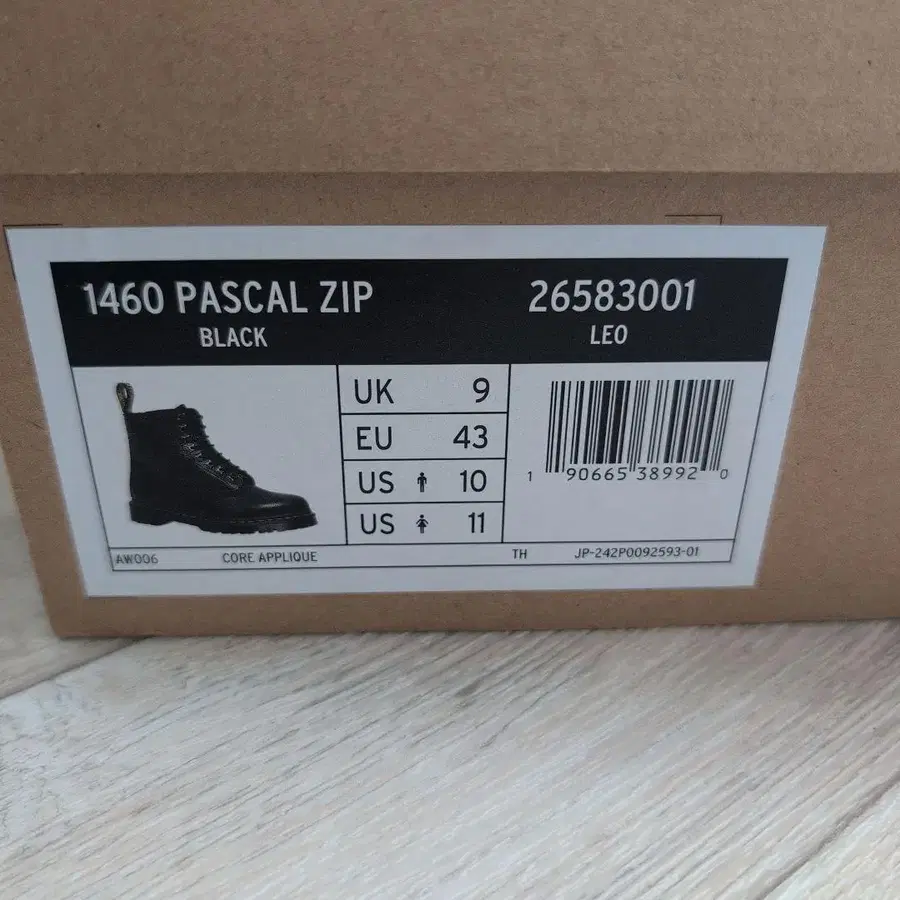 1460 PASCAL ZIP
BLACK
26583001
LEO
UK 9
EU 43
US 10
US 11
1 90665 38992 0
AW006 CORE APPLIQUE TH JP-242P0092593-01